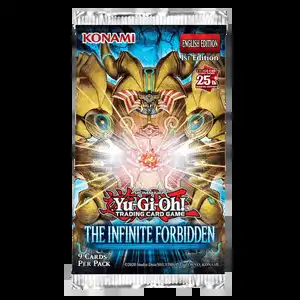 KONAMI
ENGLISH EDITION
1st Edition
25th
Yu-Gi-Oh!
TRADING CARD GAME
THE INFINITE FORBIDDEN
9 CARDS
PER PACK